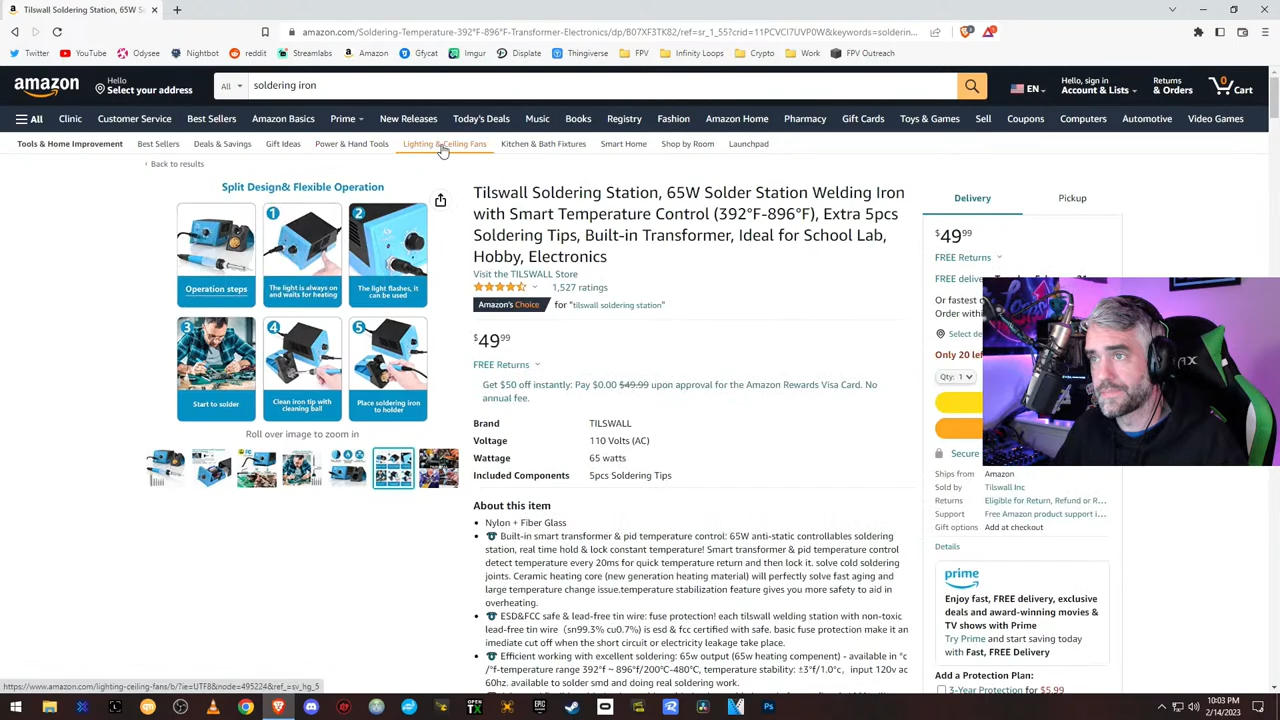 Tilswall Soldering Station, 65W S
amazon.com/Soldering-Temperature-392°F-896°F-Transformer-Electronics/dp/B07XF3TK82/ref=sr_1_55?crid=11PCVCI7UVP0W&keywords=solderin...
Twitter YouTube Odysee Nightbot reddit Streamlabs Amazon Gfycat Imgur Displate Thingiverse FPV Infinity Loops Crypto Work FPV Outreach
amazon
Hello
Select your address
All
soldering iron
EN
Hello, sign in
Account & Lists
Returns
& Orders
0
Cart
All Clinic Customer Service Best Sellers Amazon Basics Prime New Releases Today's Deals Music Books Registry Fashion Amazon Home Pharmacy Gift Cards Toys & Games Sell Coupons Computers Automotive Video Games
Tools & Home Improvement Best Sellers Deals & Savings Gift Ideas Power & Hand Tools Lighting & Ceiling Fans Kitchen & Bath Fixtures Smart Home Shop by Room Launchpad
‹ Back to results
Split Design& Flexible Operation
Operation steps
1
The light is always on
and waits for heating
2
The light flashes, it
can be used
3
Start to solder
4
Clean iron tip with
cleaning ball
5
Place soldering iron
to holder
Roll over image to zoom in
Tilswall Soldering Station, 65W Solder Station Welding Iron
with Smart Temperature Control (392°F-896°F), Extra 5pcs
Soldering Tips, Built-in Transformer, Ideal for School Lab,
Hobby, Electronics
Visit the TILSWALL Store
1,527 ratings
Amazon's Choice for "tilswall soldering station"
$49⁹⁹
FREE Returns
Get $50 off instantly: Pay $0.00 $49.99 upon approval for the Amazon Rewards Visa Card. No
annual fee.
Brand TILSWALL
Voltage 110 Volts (AC)
Wattage 65 watts
Included Components 5pcs Soldering Tips
About this item
• Nylon + Fiber Glass
• Built-in smart transformer & pid temperature control: 65W anti-static controllables soldering
station, real time hold & lock constant temperature! Smart transformer & pid temperature control
detect temperature every 20ms for quick temperature return and then lock it. solve cold soldering
joints. Ceramic heating core (new generation heating material) will perfectly solve fast aging and
large temperature change issue.temperature stabilization feature gives you more safety to aid in
overheating.
• ESD&FCC safe & lead-free tin wire: fuse protection! each tilswall welding station with non-toxic
lead-free tin wire (sn99.3% cu0.7%) is esd & fcc certified with safe. basic fuse protection make it an
imediate cut off when the short circuit or electricity leakage take place.
• Efficient working with excellent soldering: 65w output (65w heating component) - available in °c
/°f-temperature range 392°f ~ 896°f/200°C-480°C, temperature stability: ±3°f/1.0°c, input 120v ac
60hz. available to solder smd and doing real soldering work.
Delivery Pickup
$49⁹⁹
FREE Returns
FREE deliv
Or fastest
Order withi
Select de
Only 20 le
Qty: 1
Secure
Ships from Amazon
Sold by Tilswall Inc
Returns Eligible for Return, Refund or R...
Support Free Amazon product support i...
Gift options Add at checkout
Details
prime
Enjoy fast, FREE delivery, exclusive
deals and award-winning movies &
TV shows with Prime
Try Prime and start saving today
with Fast, FREE Delivery
Add a Protection Plan:
3-Year Protection for $5.99
https://www.amazon.com/lighting-ceiling-fans/b/?ie=UTF8&node=495224&ref_=sv_hg_5
10:03 PM
2/14/2023